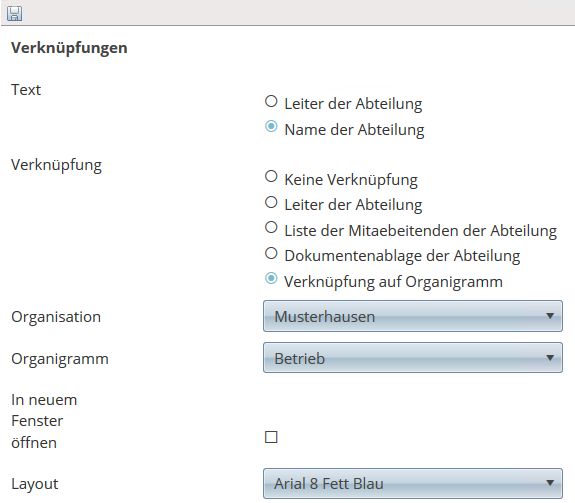 Verknüpfungen
Text
Leiter der Abteilung
Name der Abteilung
Verknüpfung
Keine Verknüpfung
Leiter der Abteilung
Liste der Mitaebeitenden der Abteilung
Dokumentenablage der Abteilung
Verknüpfung auf Organigramm
Organisation
Musterhausen
Organigramm
Betrieb
In neuem
Fenster
öffnen
Layout
Arial 8 Fett Blau